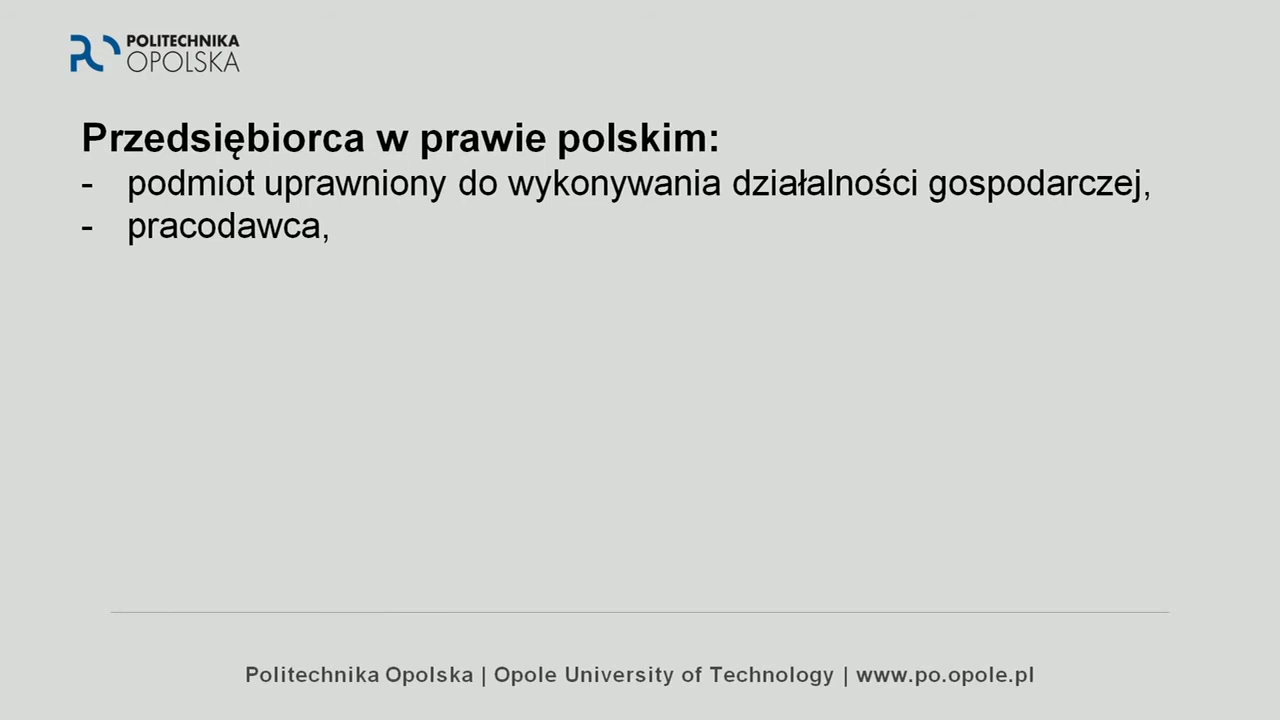 POLITECHNIKA
OPOLSKA
Przedsiębiorca w prawie polskim:
- podmiot uprawniony do wykonywania działalności gospodarczej,
- pracodawca,
Politechnika Opolska | Opole University of Technology | www.po.opole.pl